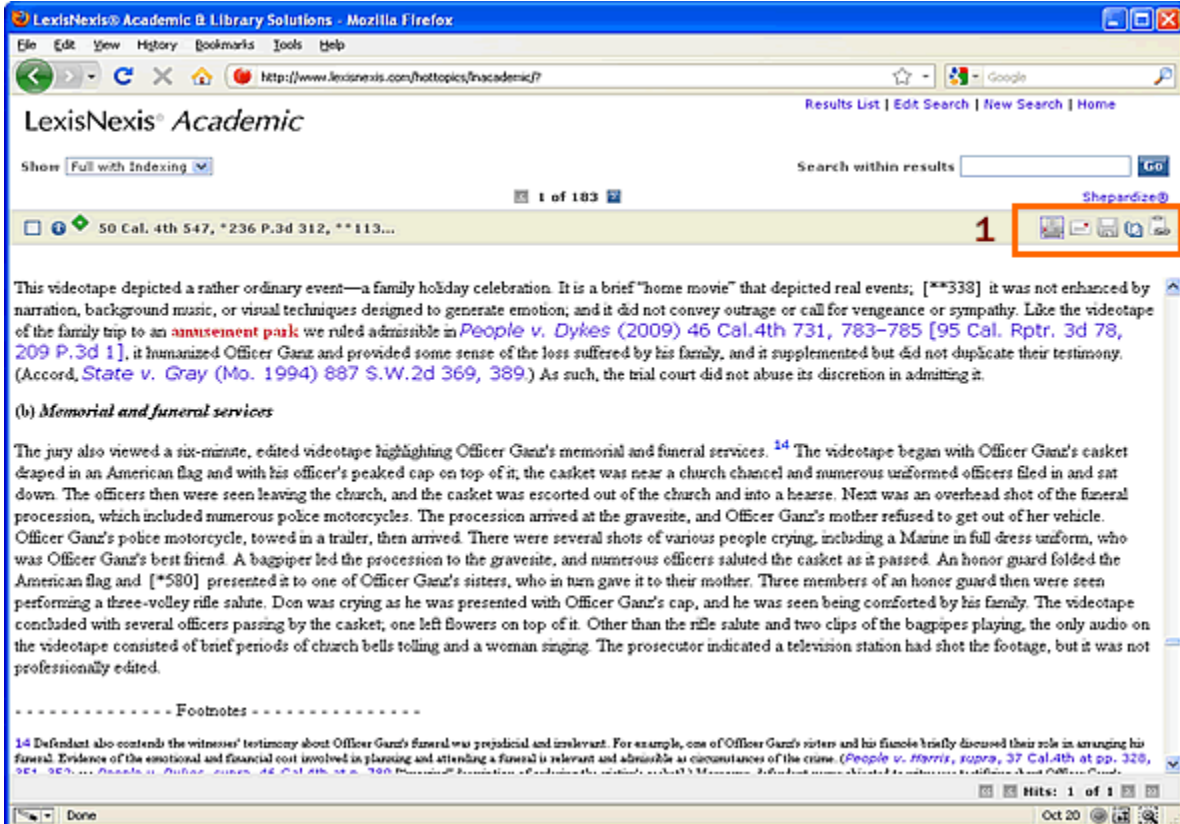 LexisNexis® Academic & Library Solutions - Mozilla Firefox
File Edit View History Bookmarks Tools Help
http://www.lexisnexis.com/hottopics/lnacademic/?
Google
Results List | Edit Search | New Search | Home
LexisNexis® Academic
Show Full with Indexing
Search within results Go
1 of 183
Shepardize®
50 Cal. 4th 547, *236 P.3d 312, **113...
1
This videotape depicted a rather ordinary event—a family holiday celebration. It is a brief "home movie" that depicted real events; [**338] it was not enhanced by
narration, background music, or visual techniques designed to generate emotion; and it did not convey outrage or call for vengeance or sympathy. Like the videotape
of the family trip to an amusement park we ruled admissible in People v. Dykes (2009) 46 Cal.4th 731, 783–785 [95 Cal. Rptr. 3d 78,
209 P.3d 1], it humanized Officer Ganz and provided some sense of the loss suffered by his family, and it supplemented but did not duplicate their testimony.
(Accord, State v. Gray (Mo. 1994) 887 S.W.2d 369, 389.) As such, the trial court did not abuse its discretion in admitting it.
(b) Memorial and funeral services
The jury also viewed a six-minute, edited videotape highlighting Officer Ganz's memorial and funeral services. 14 The videotape began with Officer Ganz's casket
draped in an American flag and with his officer's peaked cap on top of it; the casket was near a church chancel and numerous uniformed officers filed in and sat
down. The officers then were seen leaving the church, and the casket was escorted out of the church and into a hearse. Next was an overhead shot of the funeral
procession, which included numerous police motorcycles. The procession arrived at the gravesite, and Officer Ganz's mother refused to get out of her vehicle.
Officer Ganz's police motorcycle, towed in a trailer, then arrived. There were several shots of various people crying, including a Marine in full dress uniform, who
was Officer Ganz's best friend. A bagpiper led the procession to the gravesite, and numerous officers saluted the casket as it passed. An honor guard folded the
American flag and [*580] presented it to one of Officer Ganz's sisters, who in turn gave it to their mother. Three members of an honor guard then were seen
performing a three-volley rifle salute. Don was crying as he was presented with Officer Ganz's cap, and he was seen being comforted by his family. The videotape
concluded with several officers passing by the casket; one left flowers on top of it. Other than the rifle salute and two clips of the bagpipes playing, the only audio on
the videotape consisted of brief periods of church bells tolling and a woman singing. The prosecutor indicated a television station had shot the footage, but it was not
professionally edited.
- - - - - - - - - - - - - - Footnotes - - - - - - - - - - - - - - -
14 Defendant also contends the witnesses' testimony about Officer Ganz's funeral was prejudicial and irrelevant. For example, one of Officer Ganz's sisters and his fiancée briefly discussed their role in arranging his
funeral. Evidence of the emotional and financial cost involved in planning and attending a funeral is relevant and admissible as circumstances of the crime. (People v. Harris, supra, 37 Cal.4th at pp. 328,
Hits: 1 of 1
Done
Oct 20